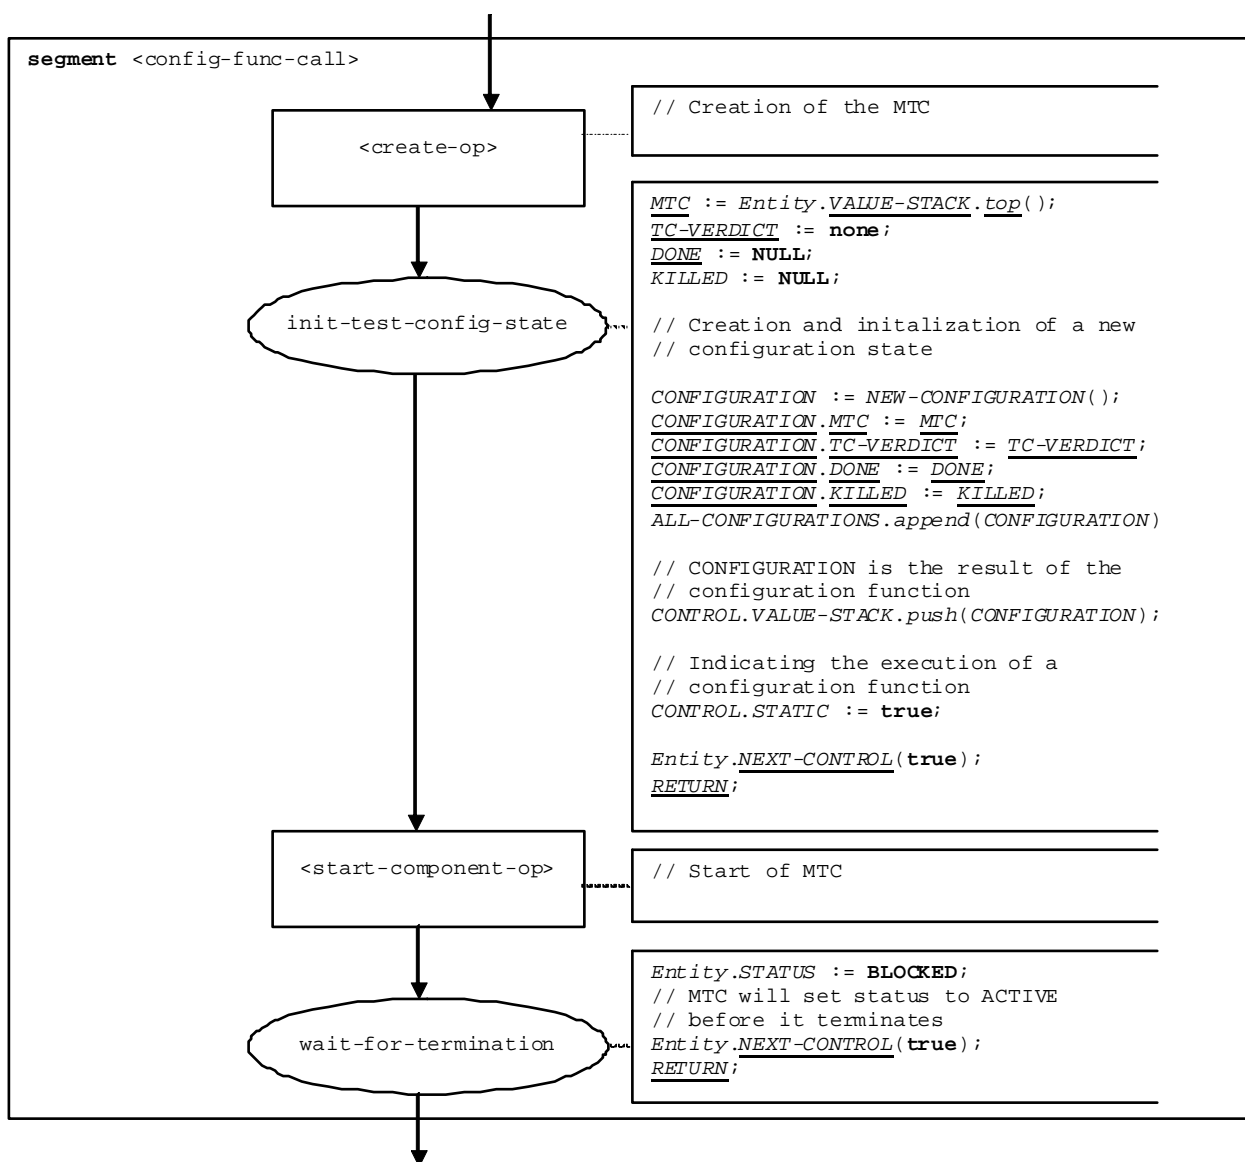 segment <config-func-call>
// Creation of the MTC
<create-op>
MTC := Entity.VALUE-STACK.top();
TC-VERDICT := none;
DONE := NULL;
KILLED := NULL;
init-test-config-state
// Creation and initalization of a new
// configuration state
CONFIGURATION := NEW-CONFIGURATION();
CONFIGURATION.MTC := MTC;
CONFIGURATION.TC-VERDICT := TC-VERDICT;
CONFIGURATION.DONE := DONE;
CONFIGURATION.KILLED := KILLED;
ALL-CONFIGURATIONS.append(CONFIGURATION)
// CONFIGURATION is the result of the
// configuration function
CONTROL.VALUE-STACK.push(CONFIGURATION);
// Indicating the execution of a
// configuration function
CONTROL.STATIC := true;
Entity.NEXT-CONTROL(true);
RETURN;
<start-component-op>
// Start of MTC
Entity.STATUS := BLOCKED;
// MTC will set status to ACTIVE
// before it terminates
wait-for-termination
Entity.NEXT-CONTROL(true);
RETURN;